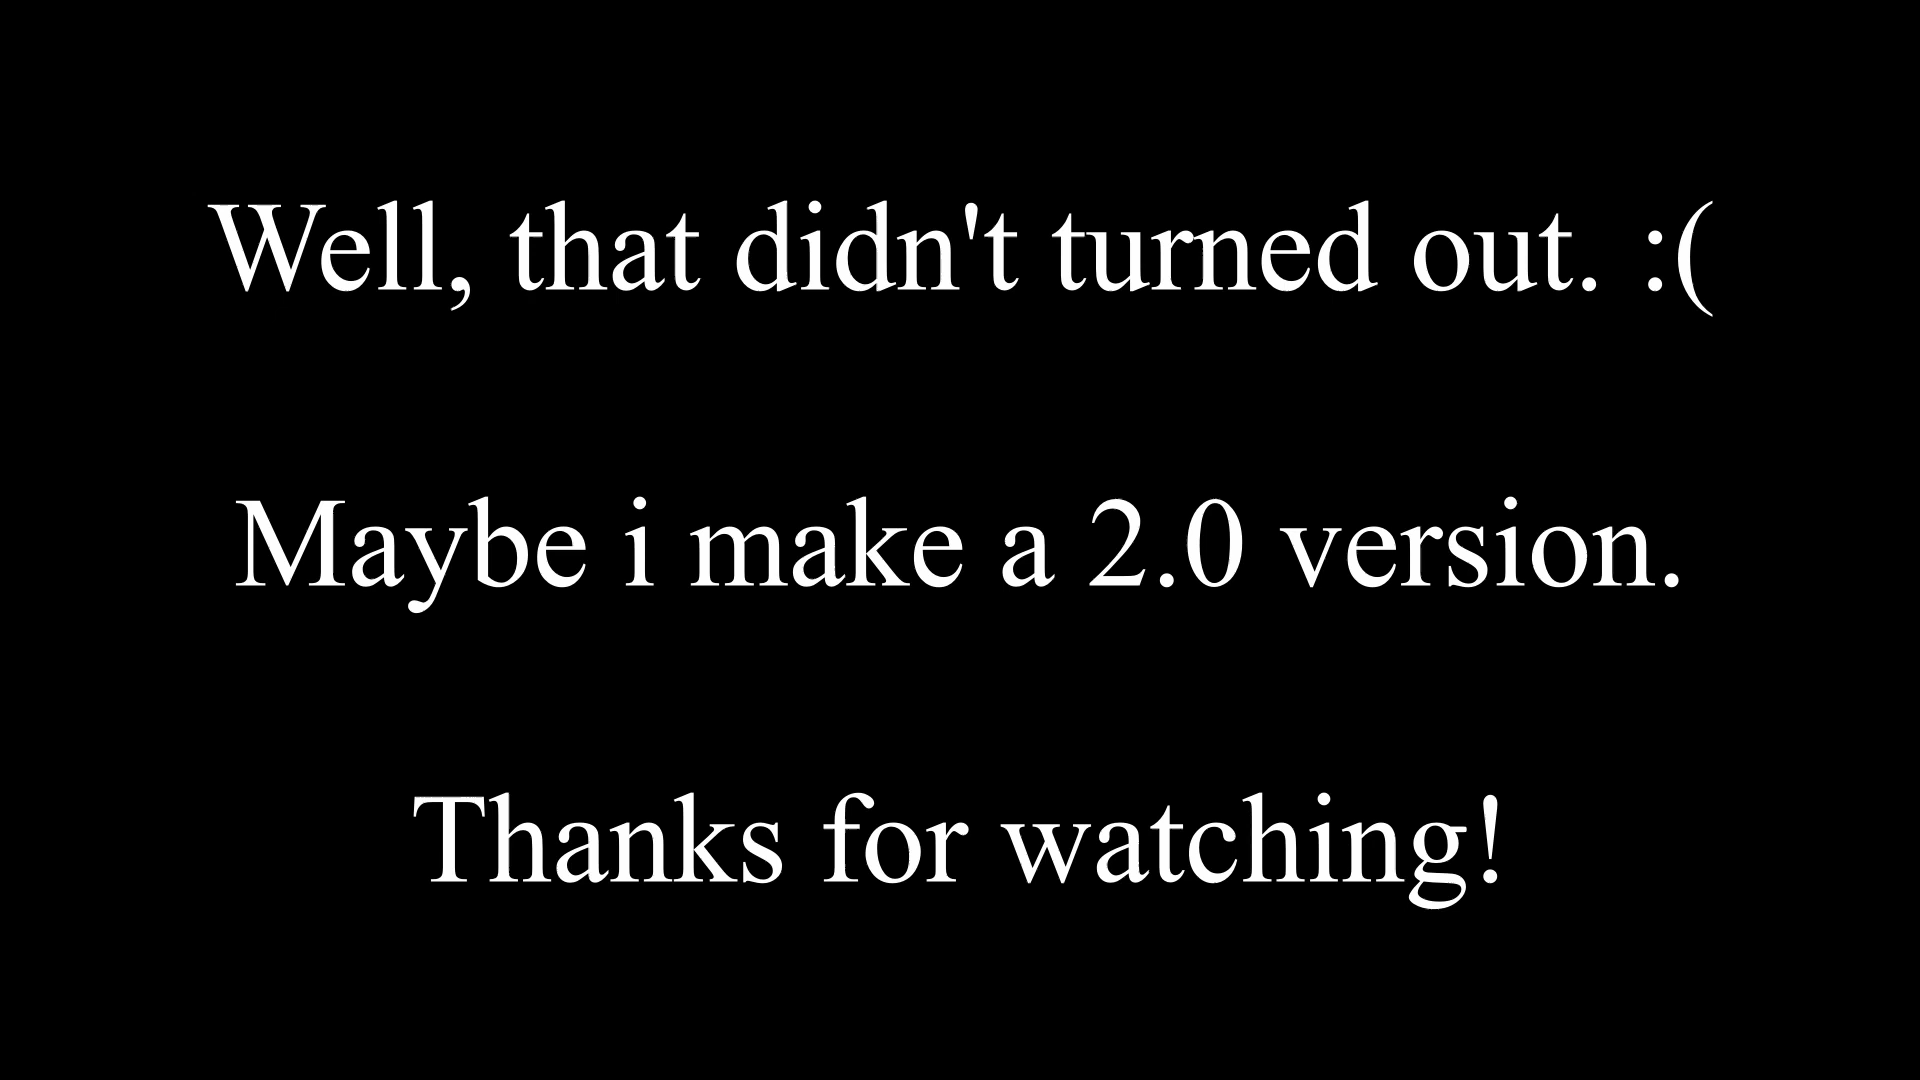 Well, that didn't turned out. :(
Maybe i make a 2.0 version.
Thanks for watching!